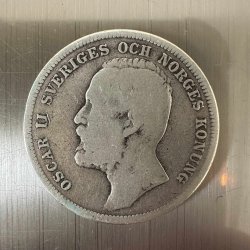 OSCAR II SVERIGES OCH NORGES KONUNG